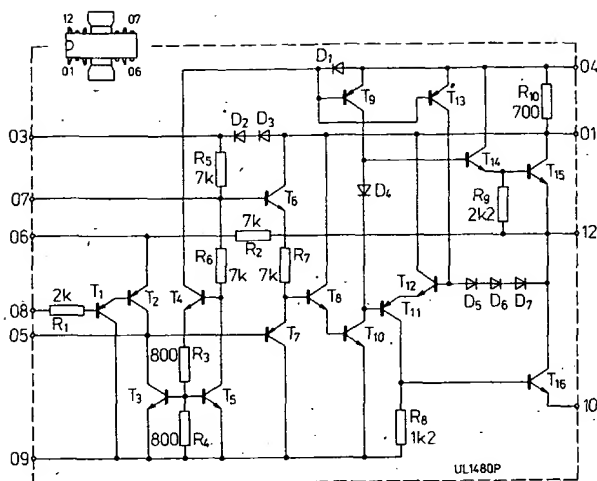 12 07
01 06
D1
04
T9
T13
R10
700
03
D2 D3
01
R5
7k
T14
T15
D4
07
T6
R9
2k2
06
7k
R2
12
R6
7k
R7
7k
T12
2k
T1
T2
T4
T8
D5 D6 D7
08
R1
T11
05
T7
T10
800
R3
T3
T5
T16
10
800
R4
R8
1k2
09
UL1480P